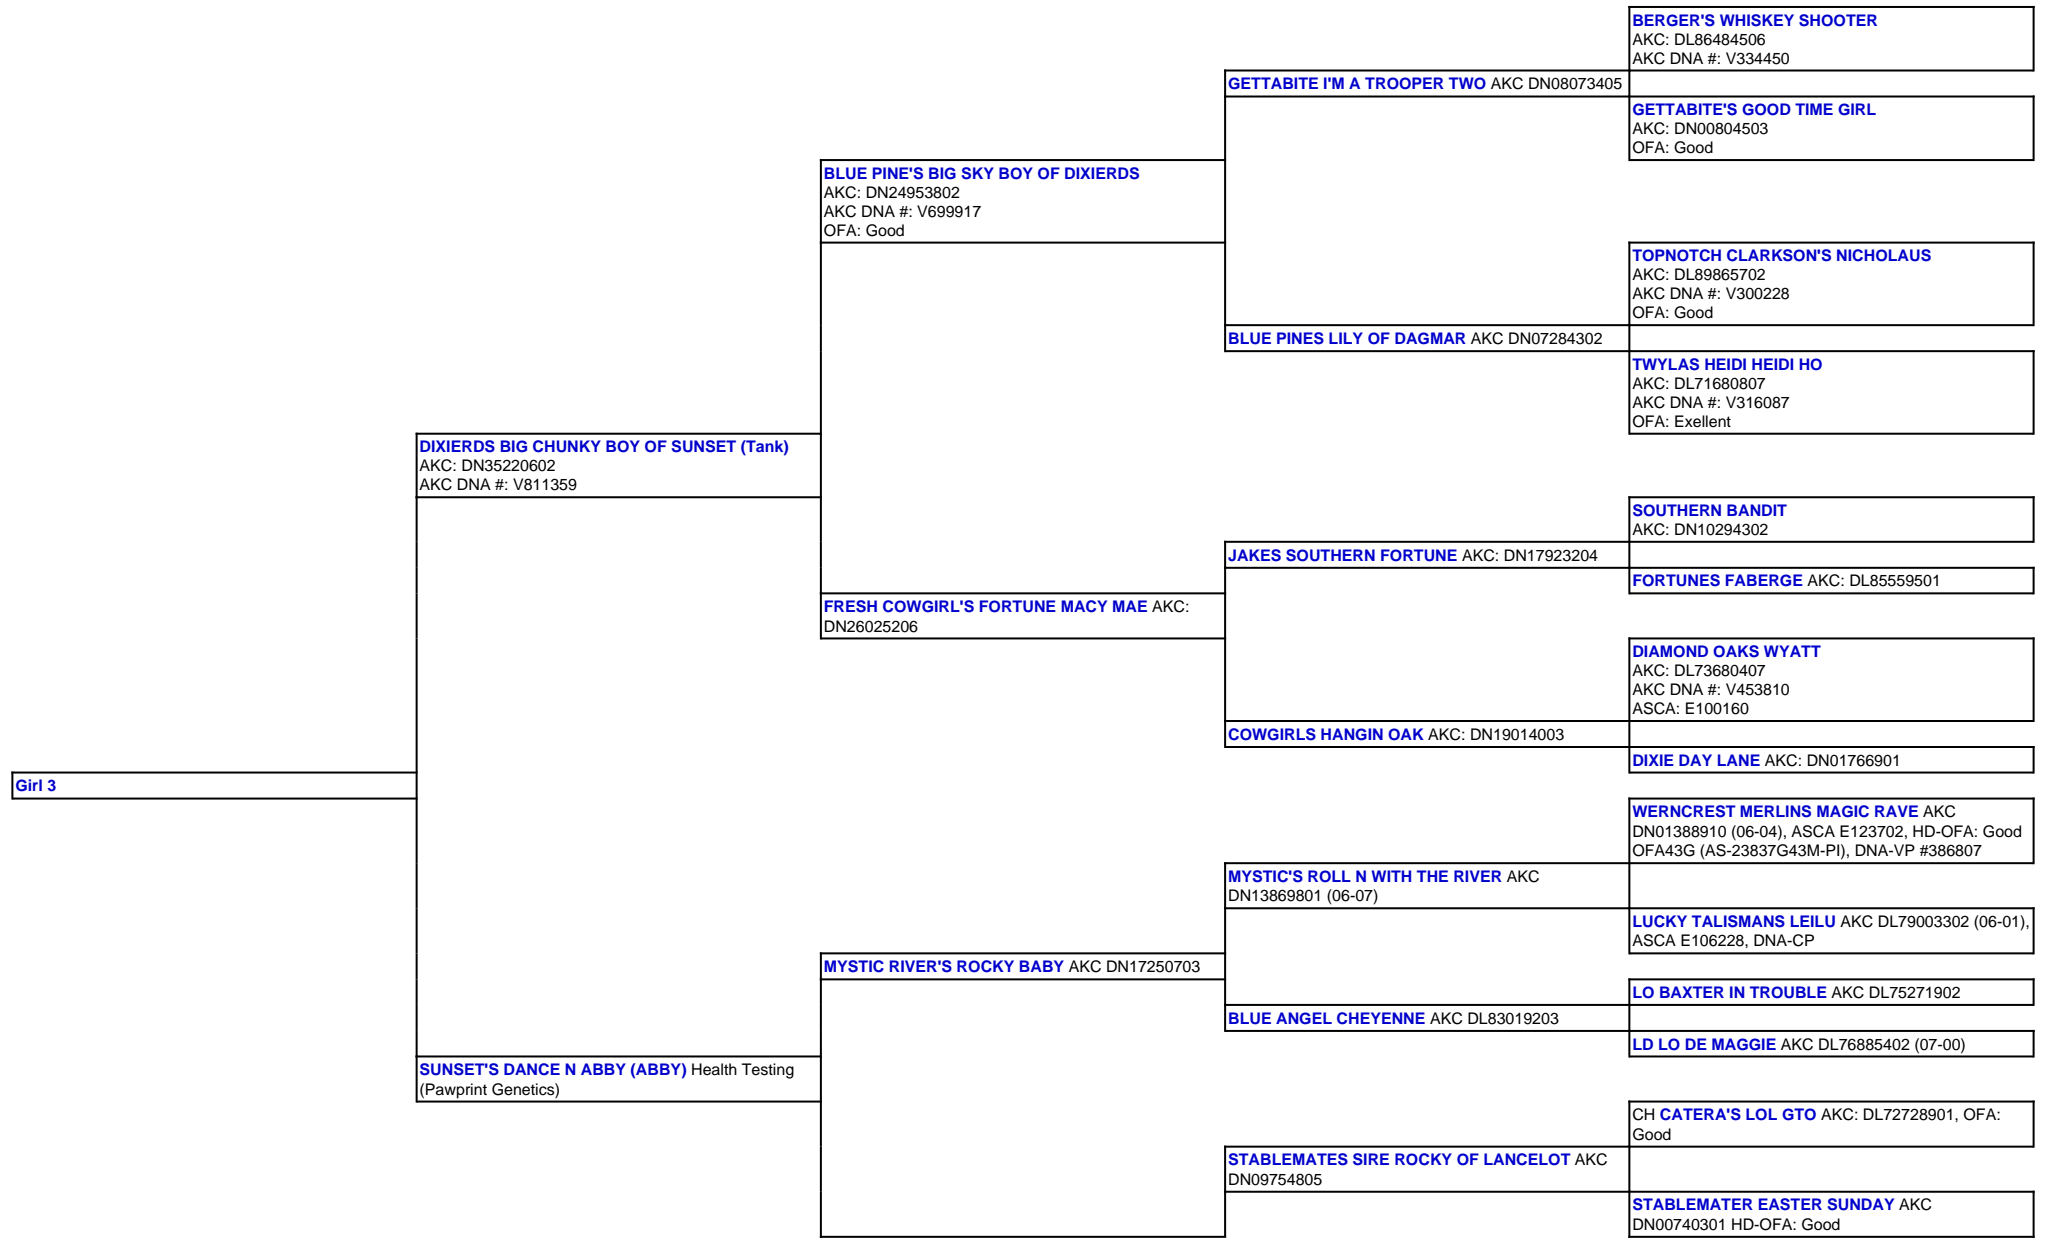 BERGER'S WHISKEY SHOOTER
AKC: DL86484506
AKC DNA #: V334450
GETTABITE I'M A TROOPER TWO AKC DN08073405
GETTABITE'S GOOD TIME GIRL
AKC: DN00804503
OFA: Good
BLUE PINE'S BIG SKY BOY OF DIXIERDS
AKC: DN24953802
AKC DNA #: V699917
OFA: Good
TOPNOTCH CLARKSON'S NICHOLAUS
AKC: DL89865702
AKC DNA #: V300228
OFA: Good
BLUE PINES LILY OF DAGMAR AKC DN07284302
TWYLAS HEIDI HEIDI HO
AKC: DL71680807
AKC DNA #: V316087
OFA: Exellent
DIXIERDS BIG CHUNKY BOY OF SUNSET (Tank)
AKC: DN35220602
AKC DNA #: V811359
SOUTHERN BANDIT
AKC: DN10294302
JAKES SOUTHERN FORTUNE AKC: DN17923204
FORTUNES FABERGE AKC: DL85559501
FRESH COWGIRL'S FORTUNE MACY MAE AKC:
DN26025206
DIAMOND OAKS WYATT
AKC: DL73680407
AKC DNA #: V453810
ASCA: E100160
COWGIRLS HANGIN OAK AKC: DN19014003
DIXIE DAY LANE AKC: DN01766901
Girl 3
WERNCREST MERLINS MAGIC RAVE AKC
DN01388910 (06-04), ASCA E123702, HD-OFA: Good
OFA43G (AS-23837G43M-PI), DNA-VP #386807
MYSTIC'S ROLL N WITH THE RIVER AKC
DN13869801 (06-07)
LUCKY TALISMANS LEILU AKC DL79003302 (06-01),
ASCA E106228, DNA-CP
MYSTIC RIVER'S ROCKY BABY AKC DN17250703
LO BAXTER IN TROUBLE AKC DL75271902
BLUE ANGEL CHEYENNE AKC DL83019203
LD LO DE MAGGIE AKC DL76885402 (07-00)
SUNSET'S DANCE N ABBY (ABBY) Health Testing
(Pawprint Genetics)
CH CATERA'S LOL GTO AKC: DL72728901, OFA:
Good
STABLEMATES SIRE ROCKY OF LANCELOT AKC
DN09754805
STABLEMATER EASTER SUNDAY AKC
DN00740301 HD-OFA: Good